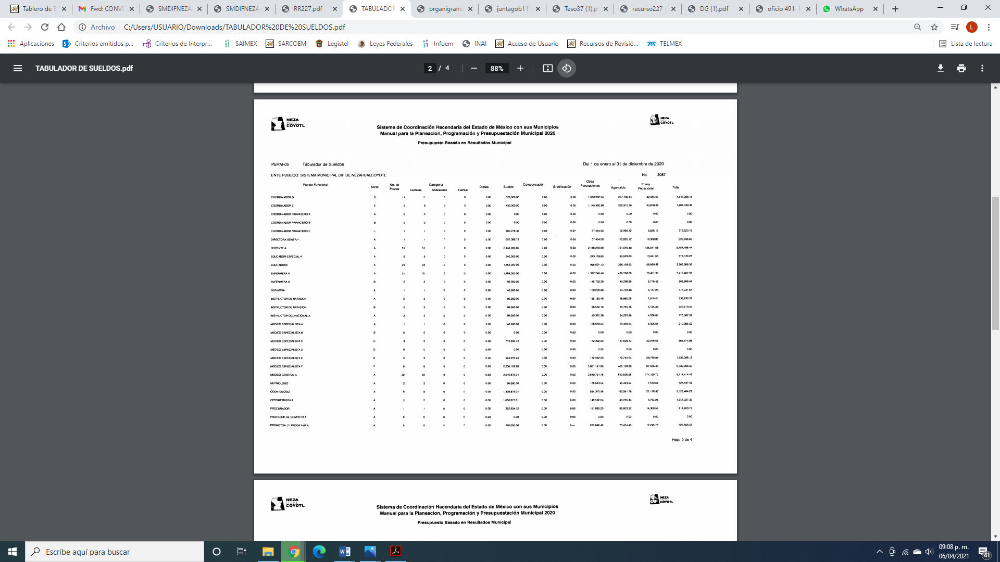 Tablero de S
Fwd: CONVO
SMDIFNEZA
SMDIFNEZA
RR227.pdf
TABULADOR
organigrama
juntagob11
Teso37 (1).p
recurso227 (
DG (1).pdf
oficio 491-1
WhatsApp
Archivo C:/Users/USUARIO/Downloads/TABULADOR%20DE%20SUELDOS.pdf
L
Aplicaciones Criterios emitidos p... Criterios de Interpr... SAIMEX SARCOEM Legistel Leyes Federales Infoem INAI Acceso de Usuario Recursos de Revisió... TELMEX Lista de lectura
TABULADOR DE SUELDOS.pdf 2 / 4 88%
NEZA
HUAL
COYOTL
DIF NEZA
COYOTL
Sistema de Coordinación Hacendaria del Estado de México con sus Municipios
Manual para la Planeacion, Programación y Presupuestación Municipal 2020
Presupuesto Basado en Resultados Municipal
PbRM-05 Tabulador de Sueldos Del 1 de enero al 31 de diciembre de 2020
ENTE PUBLICO: SISTEMA MUNICIPAL DIF DE NEZAHUALCOYOTL No. 3087
Puesto Funcional Nivel No. de Plazas Categoria Confianza Sindicalizado Eventual Dietas Sueldo Compensación Gratificación Otras Percepciones Aguinaldo Prima Vacacional Total
COORDINADOR D D 11 11 0 0 0.00 528,000.00 0.00 0.00 1,018,382.64 257,730.44 42,955.07 1,847,068.15
COORDINADOR E E 9 9 0 0 0.00 432,000.00 0.00 0.00 1,145,460.96 262,910.16 43,818.36 1,884,189.48
COORDINADOR FINANCIERO A A 0 0 0 0 0.00 0.00 0.00 0.00 0.00 0.00 0.00 0.00
COORDINADOR FINANCIERO B B 0 0 0 0 0.00 0.00 0.00 0.00 0.00 0.00 0.00 0.00
COORDINADOR FINANCIERO C C 1 1 0 0 0.00 280,276.32 0.00 0.00 37,464.00 52,956.72 8,826.12 379,523.16
DIRECTORA GENERAL A 1 1 0 0 0.00 657,366.72 0.00 0.00 37,464.00 115,805.12 19,300.85 829,936.69
DOCENTE A A 51 51 0 0 0.00 2,448,000.00 0.00 0.00 2,118,278.88 761,046.48 126,841.08 5,454,166.44
EDUCADOR ESPECIAL A A 5 5 0 0 0.00 240,000.00 0.00 0.00 243,178.80 80,529.80 13,421.63 577,130.23
EDUCADORA A 24 24 0 0 0.00 1,152,000.00 0.00 0.00 996,837.12 358,139.52 59,689.92 2,566,666.56
ENFERMERA A A 31 31 0 0 0.00 1,488,000.00 0.00 0.00 1,372,248.48 476,708.08 79,451.35 3,416,407.91
ENFERMERA B B 2 2 0 0 0.00 96,000.00 0.00 0.00 145,793.28 40,298.88 6,716.48 288,808.64
GERIATRIA A 1 1 0 0 0.00 48,000.00 0.00 0.00 100,220.88 24,703.48 4,117.25 177,041.61
INSTRUCTOR DE NATACION A 2 2 0 0 0.00 96,000.00 0.00 0.00 185,160.48 46,860.08 7,810.01 335,830.57
INSTRUCTOR DE NATACION B 2 2 0 0 0.00 96,000.00 0.00 0.00 88,532.16 30,755.36 5,125.89 220,413.41
INSTRUCTOR OCUPACIONAL A A 2 2 0 0 0.00 96,000.00 0.00 0.00 49,325.28 24,220.88 4,036.81 173,582.97
MEDICO ESPECIALISTA A A 1 1 0 0 0.00 48,000.00 0.00 0.00 128,639.04 29,439.84 4,906.64 210,985.52
MEDICO ESPECIALISTA B B 0 0 0 0 0.00 0.00 0.00 0.00 0.00 0.00 0.00 0.00
MEDICO ESPECIALISTA C C 3 3 0 0 0.00 712,656.72 0.00 0.00 112,392.00 137,508.12 22,918.02 985,474.86
MEDICO ESPECIALISTA D D 0 0 0 0 0.00 0.00 0.00 0.00 0.00 0.00 0.00 0.00
MEDICO ESPECIALISTA E E 3 3 0 0 0.00 924,078.24 0.00 0.00 112,392.00 172,745.04 28,790.84 1,238,006.12
MEDICO ESPECIALISTA F F 6 6 0 0 0.00 2,206,169.28 0.00 0.00 3,661,141.86 405,158.88 67,526.48 6,339,996.50
MEDICO GENERAL A A 22 22 0 0 0.00 2,010,875.01 0.00 0.00 2,619,761.76 612,626.96 171,150.70 5,414,414.43
NUTRIOLOGO A 2 2 0 0 0.00 96,000.00 0.00 0.00 176,543.04 45,423.84 7,570.64 325,537.52
ODONTOLOGO A 8 8 0 0 0.00 1,338,875.01 0.00 0.00 594,370.56 163,061.76 27,176.96 2,123,484.29
OPTOMETRISTA A A 2 2 0 0 0.00 1,050,875.01 0.00 0.00 148,592.64 40,765.44 6,794.24 1,247,027.33
PROCURADOR A 1 1 0 0 0.00 362,934.72 0.00 0.00 151,885.20 85,803.32 14,300.55 614,923.79
PROFESOR DE COMPUTO A A 0 0 0 0 0.00 0.00 0.00 0.00 0.00 0.00 0.00 0.00
PROMOTOR DE PROGRAMA A A 5 5 0 0 0.00 240,000.00 0.00 200,846.40 73,474.40 12,245.73 526,566.53
Hoja: 2 de 4
NEZA
HUAL
COYOTL
DIF NEZA
COYOTL
Sistema de Coordinación Hacendaria del Estado de México con sus Municipios
Manual para la Planeacion, Programación y Presupuestación Municipal 2020
Presupuesto Basado en Resultados Municipal
Escribe aquí para buscar
09:08 p. m.
06/04/2021
41